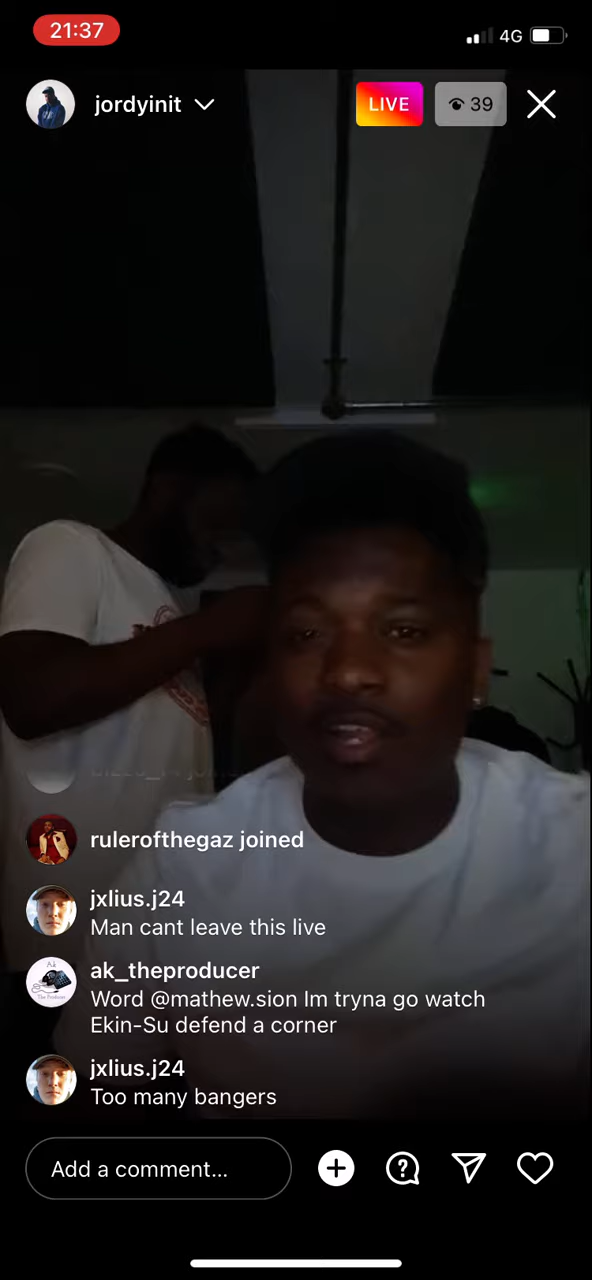 21:37
4G
jordyinit
LIVE
39
rulerofthegaz joined
jxlius.j24
Man cant leave this live
ak_theproducer
Word @mathew.sion Im tryna go watch
Ekin-Su defend a corner
jxlius.j24
Too many bangers
Add a comment...